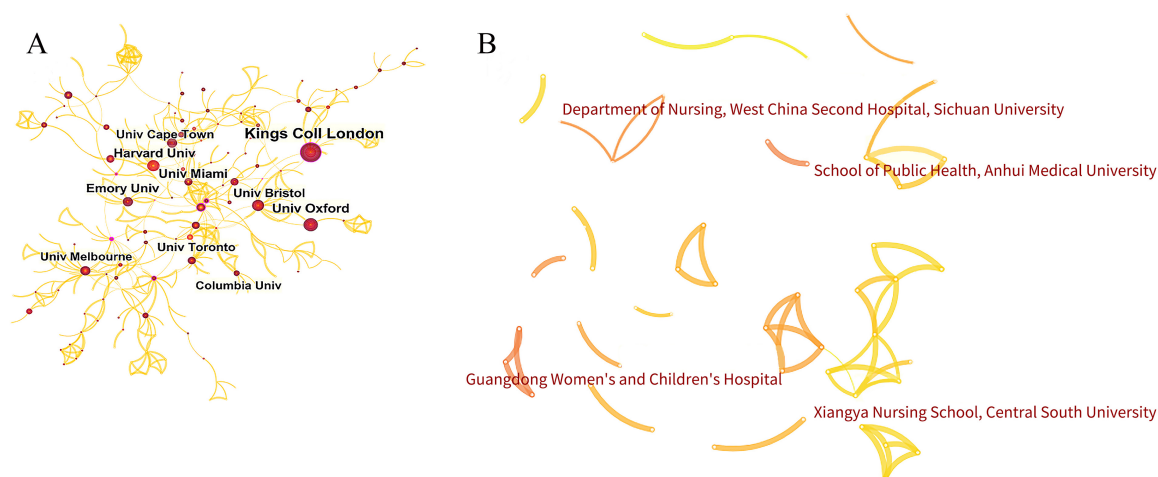 A
B
Department of Nursing, West China Second Hospital, Sichuan University
Univ Cape Town
Kings Coll London
Harvard Univ
Univ Miami
School of Public Health, Anhui Medical University
Emory Univ
Univ Bristol
Univ Oxford
Univ Toronto
Univ Melbourne
Columbia Univ
Guangdong Women's and Children's Hospital
Xiangya Nursing School, Central South University